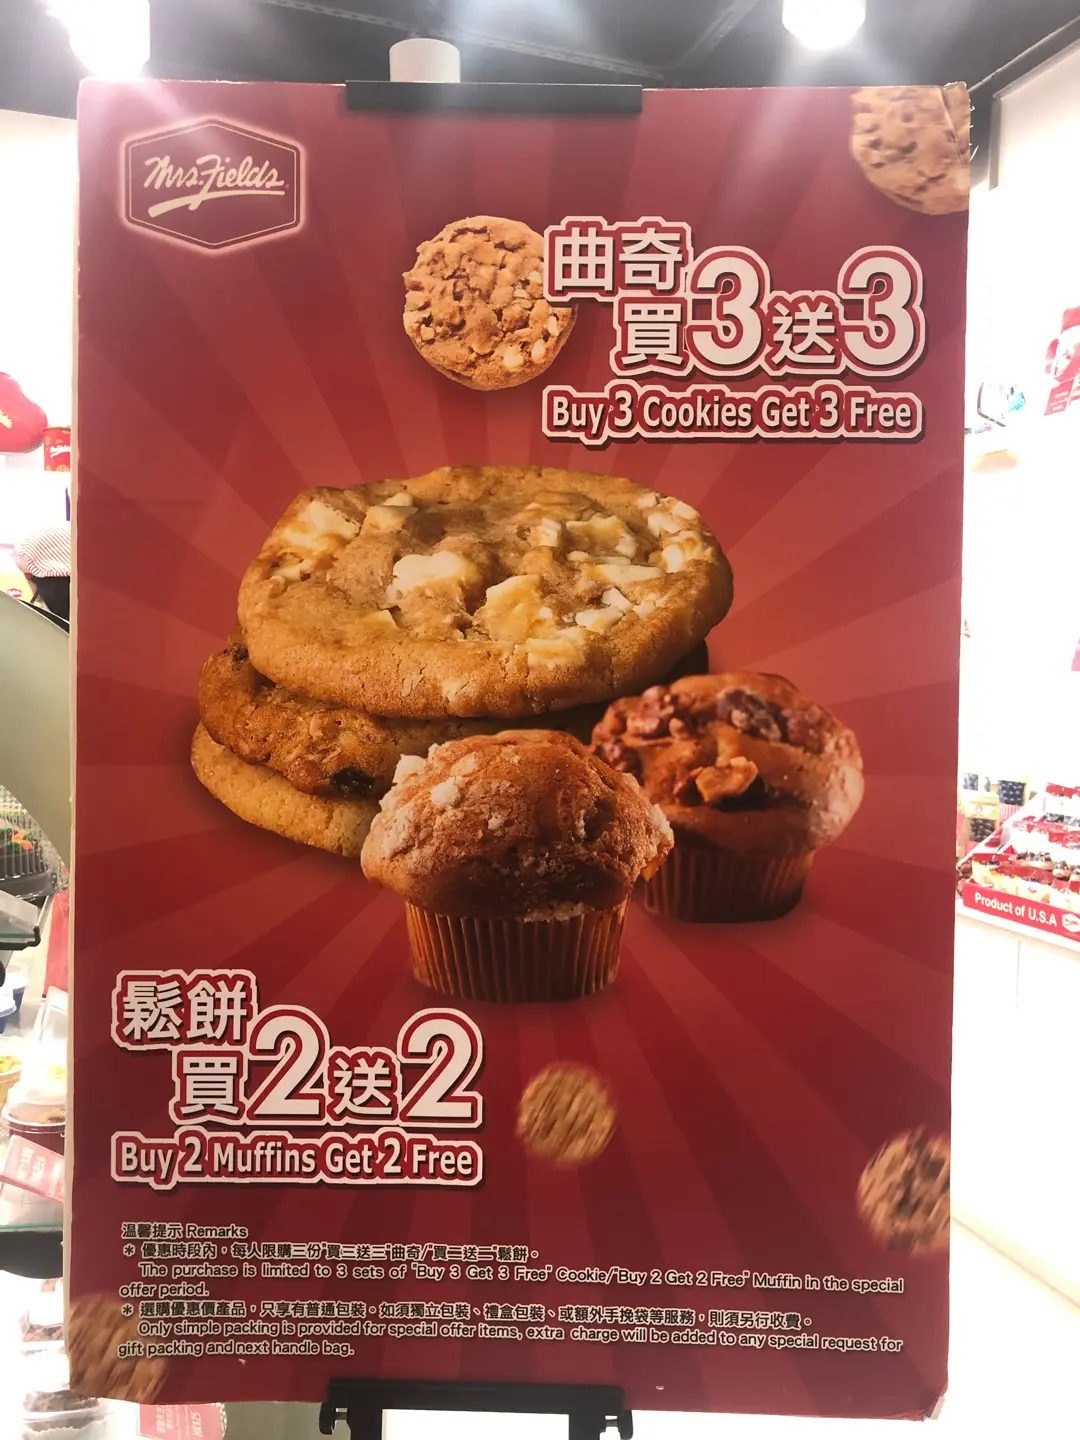 Mrs. Fields
曲奇
買3送3
Buy 3 Cookies Get 3 Free
鬆餅
買2送2
Buy 2 Muffins Get 2 Free
溫馨提示 Remarks
* 優惠時段內，每人限購三份"買三送三"曲奇/"買二送二"鬆餅。
The purchase is limited to 3 sets of "Buy 3 Get 3 Free" Cookie/"Buy 2 Get 2 Free" Muffin in the special
offer period.
* 選購優惠價產品，只享有普通包裝。如須獨立包裝、禮盒包裝、或額外手挽袋等服務，則須另行收費。
Only simple packing is provided for special offer items, extra charge will be added to any special request for
gift packing and next handle bag.
Product of U.S.A